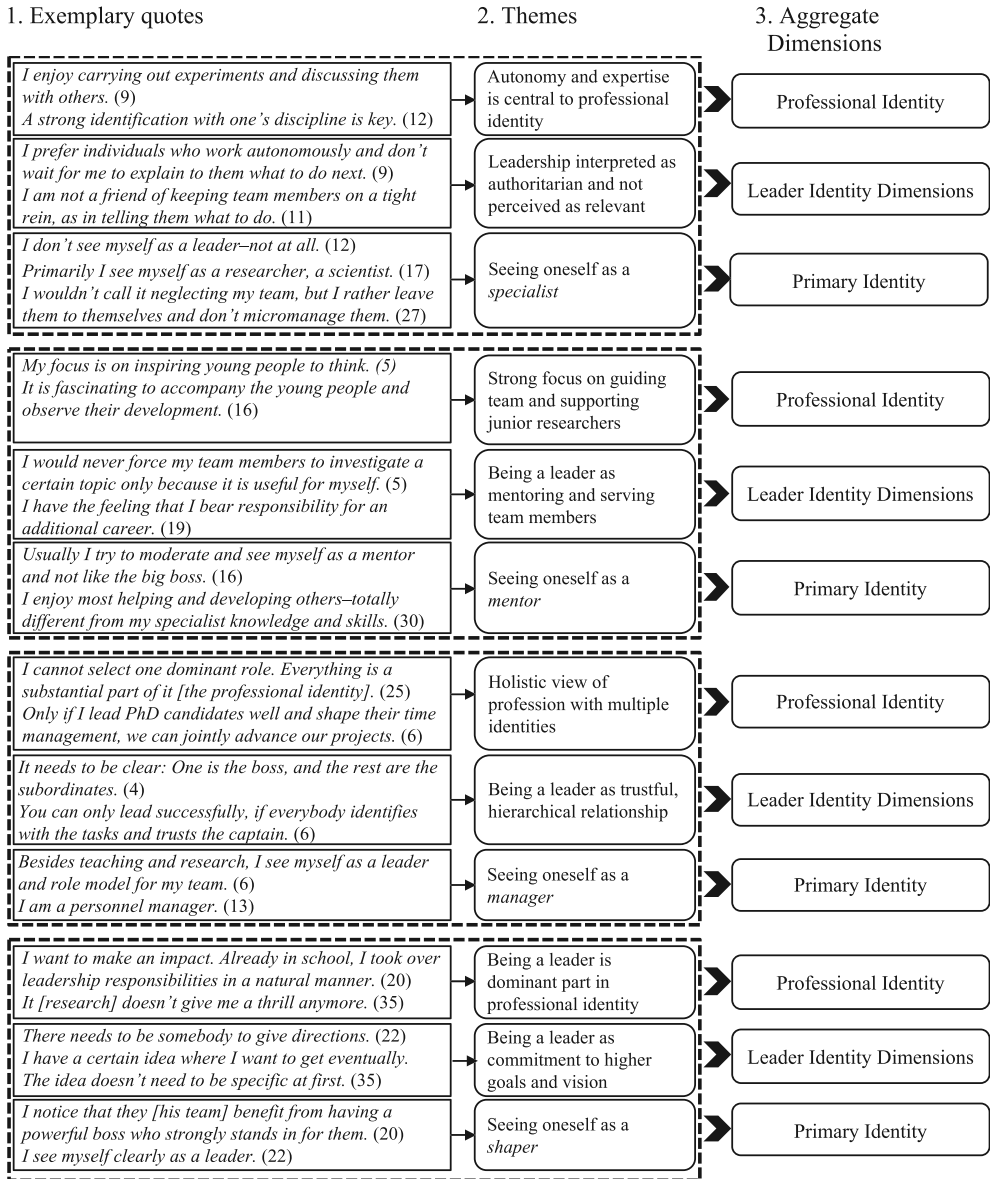 1. Exemplary quotes
2. Themes
3. Aggregate
Dimensions
I enjoy carrying out experiments and discussing them
with others. (9)
A strong identification with one’s discipline is key. (12)
Autonomy and expertise
is central to professional
identity
Professional Identity
I prefer individuals who work autonomously and don’t
wait for me to explain to them what to do next. (9)
I am not a friend of keeping team members on a tight
rein, as in telling them what to do. (11)
Leadership interpreted as
authoritarian and not
perceived as relevant
Leader Identity Dimensions
I don’t see myself as a leader–not at all. (12)
Primarily I see myself as a researcher, a scientist. (17)
I wouldn’t call it neglecting my team, but I rather leave
them to themselves and don’t micromanage them. (27)
Seeing oneself as a
specialist
Primary Identity
My focus is on inspiring young people to think. (5)
It is fascinating to accompany the young people and
observe their development. (16)
Strong focus on guiding
team and supporting
junior researchers
Professional Identity
I would never force my team members to investigate a
certain topic only because it is useful for myself. (5)
I have the feeling that I bear responsibility for an
additional career. (19)
Being a leader as
mentoring and serving
team members
Leader Identity Dimensions
Usually I try to moderate and see myself as a mentor
and not like the big boss. (16)
I enjoy most helping and developing others–totally
different from my specialist knowledge and skills. (30)
Seeing oneself as a
mentor
Primary Identity
I cannot select one dominant role. Everything is a
substantial part of it [the professional identity]. (25)
Only if I lead PhD candidates well and shape their time
management, we can jointly advance our projects. (6)
Holistic view of
profession with multiple
identities
Professional Identity
It needs to be clear: One is the boss, and the rest are the
subordinates. (4)
You can only lead successfully, if everybody identifies
with the tasks and trusts the captain. (6)
Being a leader as trustful,
hierarchical relationship
Leader Identity Dimensions
Besides teaching and research, I see myself as a leader
and role model for my team. (6)
I am a personnel manager. (13)
Seeing oneself as a
manager
Primary Identity
I want to make an impact. Already in school, I took over
leadership responsibilities in a natural manner. (20)
It [research] doesn’t give me a thrill anymore. (35)
Being a leader is
dominant part in
professional identity
Professional Identity
There needs to be somebody to give directions. (22)
I have a certain idea where I want to get eventually.
The idea doesn’t need to be specific at first. (35)
Being a leader as
commitment to higher
goals and vision
Leader Identity Dimensions
I notice that they [his team] benefit from having a
powerful boss who strongly stands in for them. (20)
I see myself clearly as a leader. (22)
Seeing oneself as a
shaper
Primary Identity